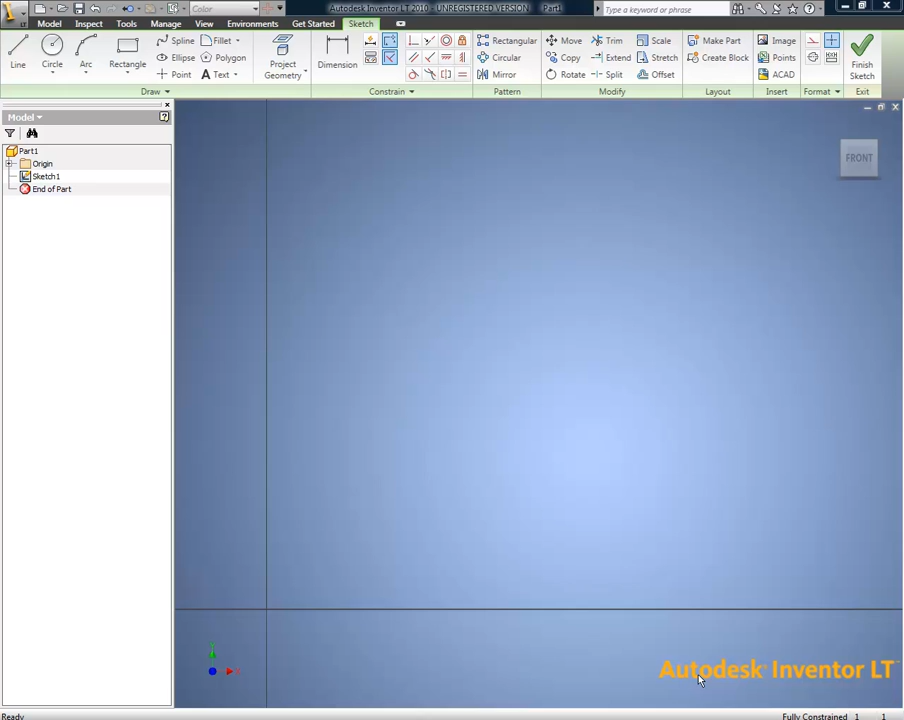 Autodesk Inventor LT 2010 - UNREGISTERED VERSION - Part1
Color
Type a keyword or phrase
LT
Model Inspect Tools Manage View Environments Get Started Sketch
Line Circle Arc Rectangle
Spline Fillet
Ellipse Polygon
Point Text
Project Geometry
Dimension
Rectangular
Circular
Mirror
Move Trim Scale
Copy Extend Stretch
Rotate Split Offset
Make Part
Create Block
Image
Points
ACAD
Finish Sketch
Draw Constrain Pattern Modify Layout Insert Format Exit
Model
Part1
Origin
Sketch1
End of Part
FRONT
Autodesk Inventor LT
Ready
Fully Constrained 1 1